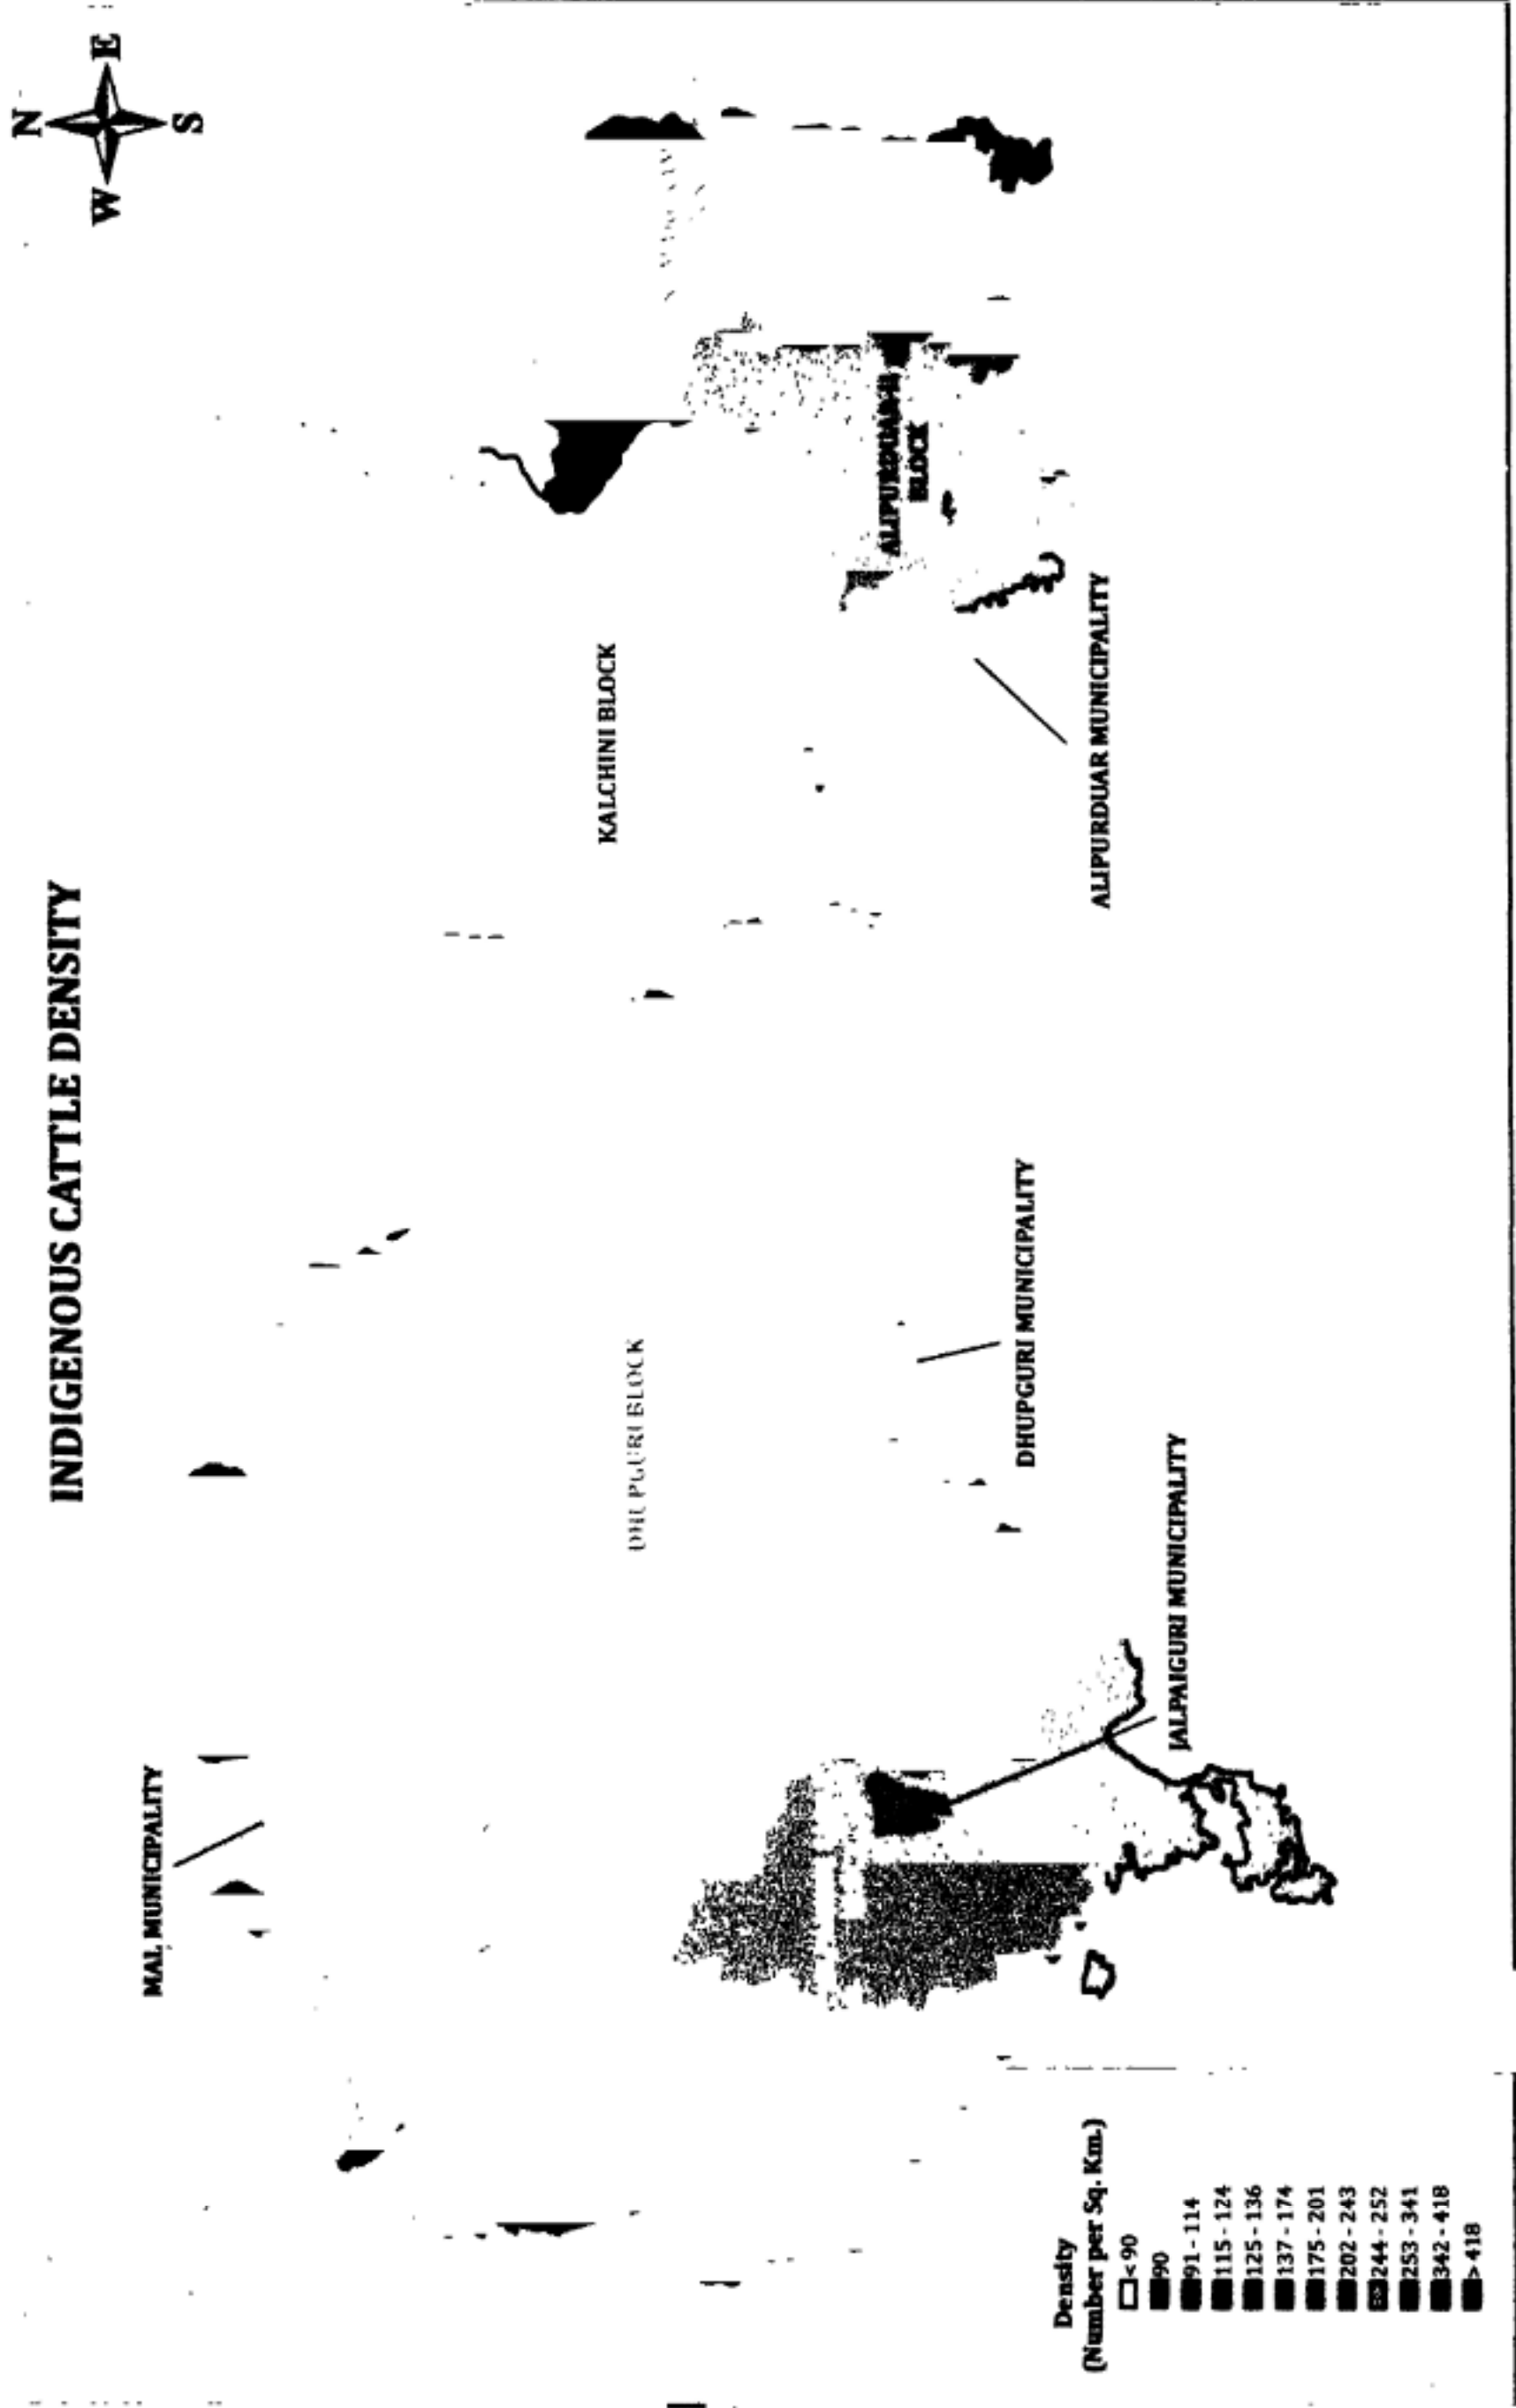 INDIGENOUS CATTLE DENSITY
N
W
E
S
MAL MUNICIPALITY
KALCHINI BLOCK
BLOCK
ALIPURDUAR-II
BLOCK
ALIPURDUAR MUNICIPALITY
DHUPGURI MUNICIPALITY
JALPAIGURI MUNICIPALITY
Density
(Number per Sq. Km.)
< 90
90
91 - 114
115 - 124
125 - 136
137 - 174
175 - 201
202 - 243
244 - 252
253 - 341
342 - 418
> 418